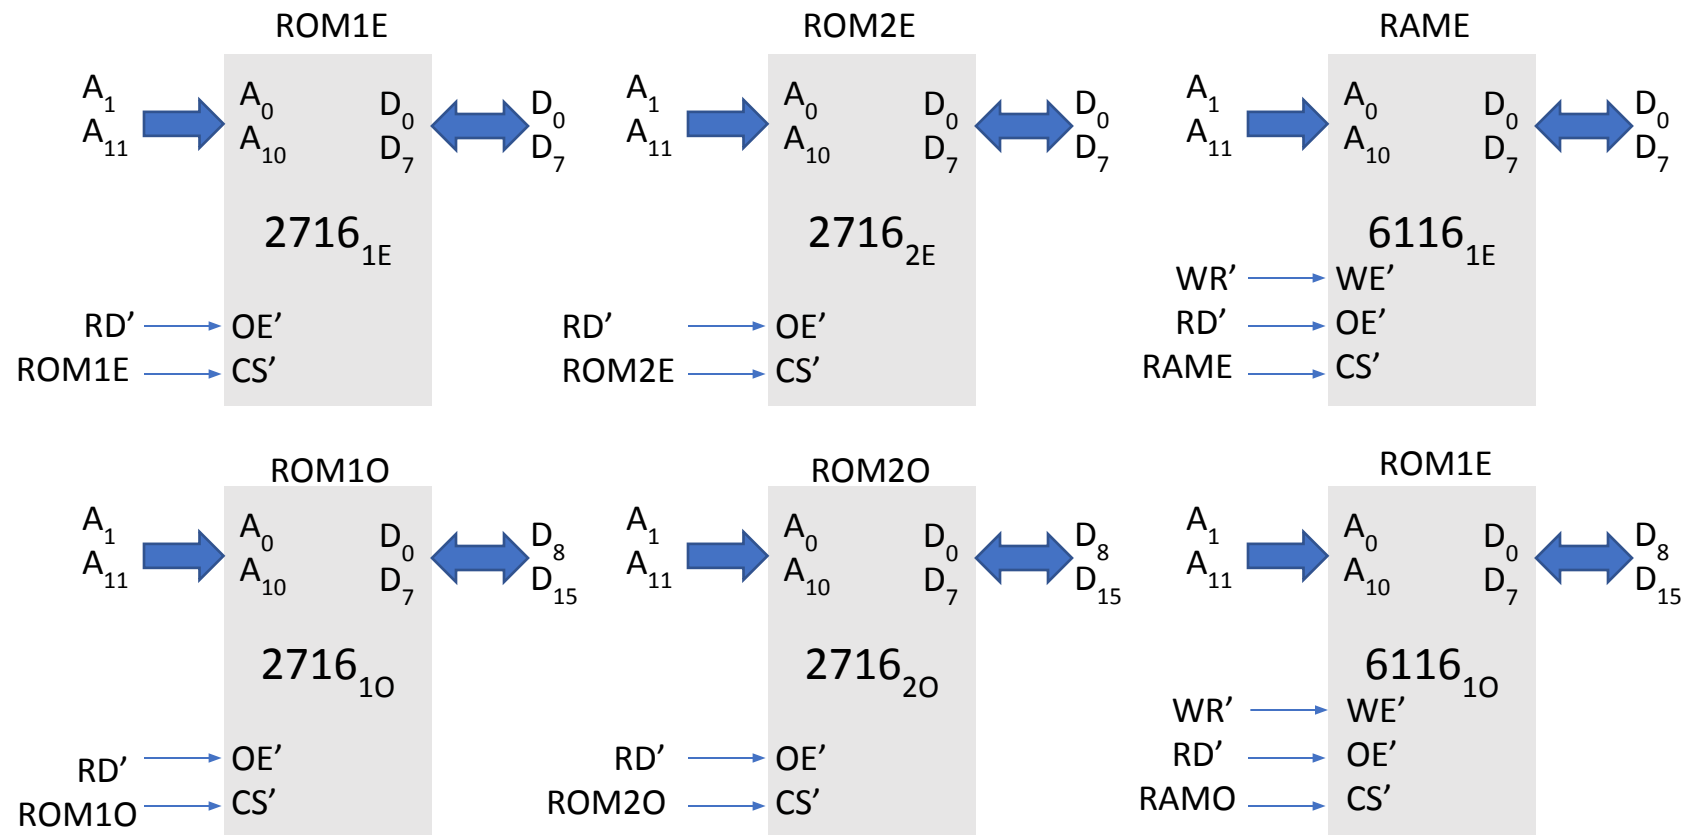 ROM1E
A1
A11
A0
A10
D0
D7
D0
D7
2716 1E
RD’
OE’
ROM1E
CS’
ROM2E
A1
A11
A0
A10
D0
D7
D0
D7
2716 2E
RD’
OE’
ROM2E
CS’
RAME
A1
A11
A0
A10
D0
D7
D0
D7
6116 1E
WR’
WE’
RD’
OE’
RAME
CS’
ROM1O
A1
A11
A0
A10
D0
D7
D8
D15
2716 1O
RD’
OE’
ROM1O
CS’
ROM2O
A1
A11
A0
A10
D0
D7
D8
D15
2716 2O
RD’
OE’
ROM2O
CS’
ROM1E
A1
A11
A0
A10
D0
D7
D8
D15
6116 1O
WR’
WE’
RD’
OE’
RAMO
CS’